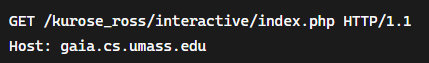 GET /kurose_ross/interactive/index.php HTTP/1.1
Host: gaia.cs.umass.edu